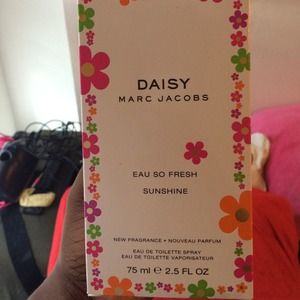 DAISY
MARC JACOBS
EAU SO FRESH
SUNSHINE
NEW FRAGRANCE • NOUVEAU PARFUM
EAU DE TOILETTE SPRAY
EAU DE TOILETTE VAPORISATEUR
75 ml ℮ 2.5 FL OZ